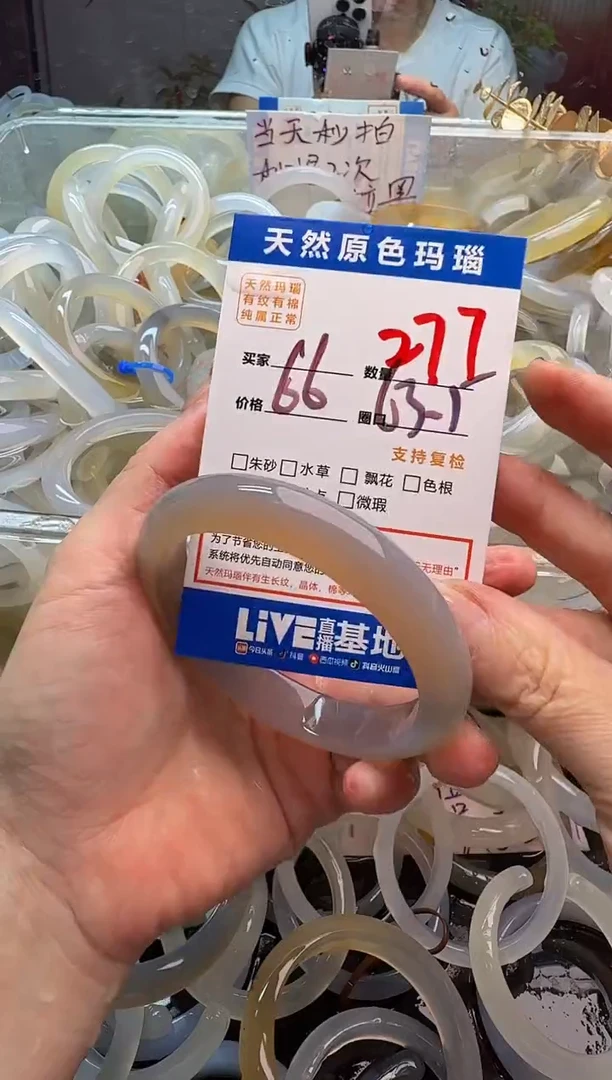 当天秒拍
天然原色玛瑙
天然玛瑙
有纹有棉
纯属正常
277
买家 数量
66 63-5
价格 圈口
支持复检
朱砂 水草 飘花 色根
点 微瑕
为了节省您的
系统将优先自动同意您的 无理由"
天然玛瑙伴有生长纹，晶体、棉等
LiVE直播基地
今日头条 抖音 西瓜视频 抖音火山版